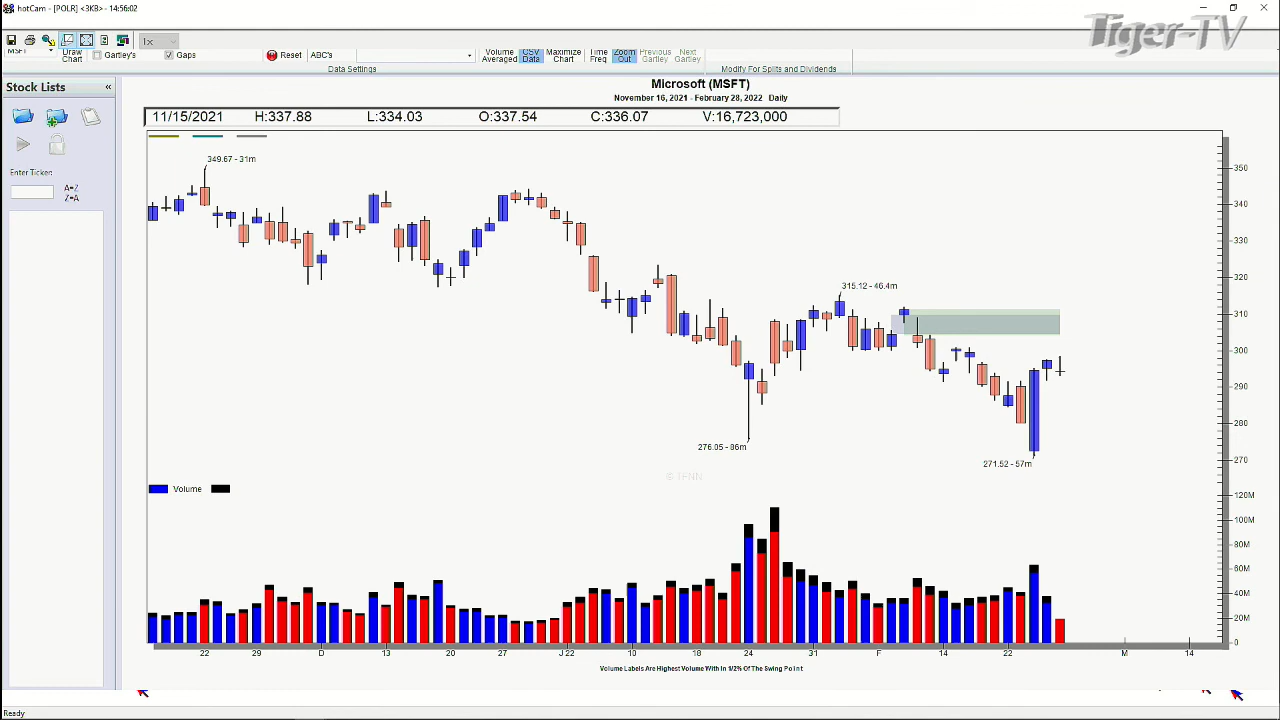 hotCam - [POLR] <3KB> - 14:56:02
Tiger-TV
MSFT Draw Chart Gartley's Gaps Reset ABC's Volume Averaged CSV Data Maximize Chart Time Freq Zoom Out Previous Gartley Next Gartley
Data Settings Modify For Splits and Dividends
Stock Lists «
Enter Ticker:
A=Z
Z=A
Microsoft (MSFT)
November 16, 2021 - February 28, 2022 Daily
11/15/2021 H:337.88 L:334.03 O:337.54 C:336.07 V:16,723,000
349.67 - 31m
350
340
330
320
315.12 - 46.4m
310
300
290
280
276.05 - 86m
271.52 - 57m
270
© TFNN
Volume
120M
100M
80M
60M
40M
20M
0
22 29 D 13 20 27 J 22 10 18 24 31 F 14 22 M 14
Volume Labels Are Highest Volume With In 1/2% Of The Swing Point
Ready